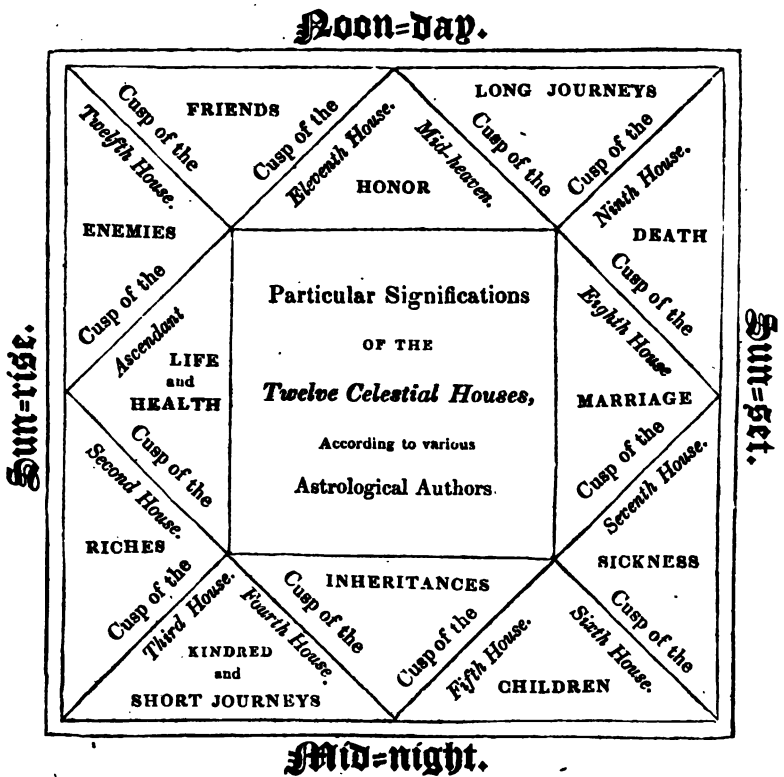 Noon=day.
Cusp of the
Twelfth House.
FRIENDS
Cusp of the
Eleventh House.
LONG JOURNEYS
Mid-heaven.
Cusp of the
Cusp of the
Ninth House.
HONOR
ENEMIES
DEATH
Cusp of the
Ascendant
Cusp of the
Eighth House
Particular Significations
OF THE
Twelve Celestial Houses,
According to various
Astrological Authors.
Sun=rise.
LIFE
and
HEALTH
MARRIAGE
Sun=set.
Cusp of the
Second House.
Cusp of the
Seventh House.
RICHES
SICKNESS
Cusp of the
Third House.
Cusp of the
Fourth House.
INHERITANCES
Cusp of the
Fifth House.
Cusp of the
Sixth House.
KINDRED
and
SHORT JOURNEYS
CHILDREN
Mid=night.